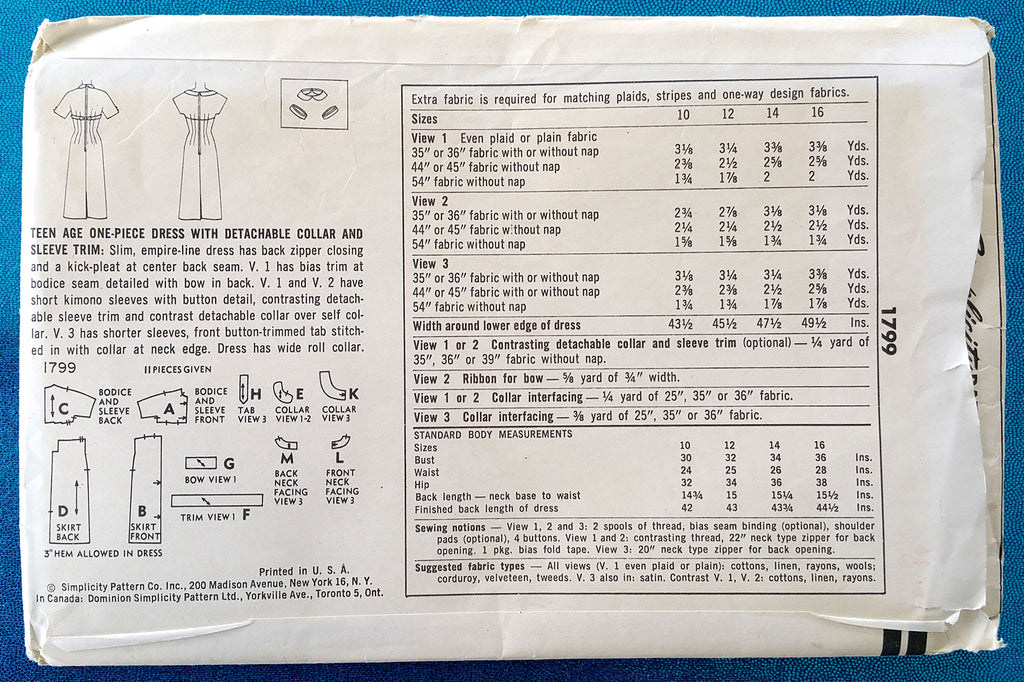 TEEN AGE ONE-PIECE DRESS WITH DETACHABLE COLLAR AND
SLEEVE TRIM: Slim, empire-line dress has back zipper closing
and a kick-pleat at center back seam. V. 1 has bias trim at
bodice seam detailed with bow in back. V. 1 and V. 2 have
short kimono sleeves with button detail, contrasting detach-
able sleeve trim and contrast detachable collar over self col-
lar. V. 3 has shorter sleeves, front button-trimmed tab stitch-
ed in with collar at neck edge. Dress has wide roll collar.
1799 11 PIECES GIVEN
C BODICE AND SLEEVE BACK
A BODICE AND SLEEVE FRONT
H TAB VIEW 3
E COLLAR VIEW 1-2
K COLLAR VIEW 3
D SKIRT BACK
B SKIRT FRONT
G BOW VIEW 1
TRIM VIEW 1 F
M BACK NECK FACING VIEW 3
L FRONT NECK FACING VIEW 3
3" HEM ALLOWED IN DRESS
Printed in U. S. A.
© Simplicity Pattern Co. Inc., 200 Madison Avenue, New York 16, N. Y.
In Canada: Dominion Simplicity Pattern Ltd., Yorkville Ave., Toronto 5, Ont.
Extra fabric is required for matching plaids, stripes and one-way design fabrics.
Sizes 10 12 14 16
View 1 Even plaid or plain fabric
35" or 36" fabric with or without nap 3⅛ 3¼ 3⅜ 3⅜ Yds.
44" or 45" fabric with or without nap 2⅜ 2½ 2⅝ 2⅝ Yds.
54" fabric without nap 1¾ 1⅞ 2 2 Yds.
View 2
35" or 36" fabric with or without nap 2¾ 2⅞ 3⅛ 3⅛ Yds.
44" or 45" fabric without nap 2¼ 2¼ 2½ 2½ Yds.
54" fabric without nap 1⅝ 1⅝ 1¾ 1¾ Yds.
View 3
35" or 36" fabric with or without nap 3⅛ 3¼ 3¼ 3⅜ Yds.
44" or 45" fabric with or without nap 2⅜ 2⅜ 2½ 2⅝ Yds.
54" fabric without nap 1¾ 1¾ 1⅞ 1⅞ Yds.
Width around lower edge of dress 43½ 45½ 47½ 49½ Ins.
View 1 or 2 Contrasting detachable collar and sleeve trim (optional) — ¼ yard of
35", 36" or 39" fabric without nap.
View 2 Ribbon for bow — ⅝ yard of ¾" width.
View 1 or 2 Collar interfacing — ¼ yard of 25", 35" or 36" fabric.
View 3 Collar interfacing — ⅜ yard of 25", 35" or 36" fabric.
STANDARD BODY MEASUREMENTS
Sizes 10 12 14 16
Bust 30 32 34 36 Ins.
Waist 24 25 26 28 Ins.
Hip 32 34 36 38 Ins.
Back length — neck base to waist 14¾ 15 15¼ 15½ Ins.
Finished back length of dress 42 43 43¾ 44½ Ins.
Sewing notions — View 1, 2 and 3: 2 spools of thread, bias seam binding (optional), shoulder
pads (optional), 4 buttons. View 1 and 2: contrasting thread, 22" neck type zipper for back
opening. 1 pkg. bias fold tape. View 3: 20" neck type zipper for back opening.
Suggested fabric types — All views (V. 1 even plaid or plain): cottons, linen, rayons, wools;
corduroy, velveteen, tweeds. V. 3 also in: satin. Contrast V. 1, V. 2: cottons, linen, rayons.
1799